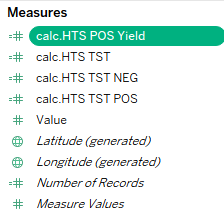 Measures
calc.HTS POS Yield
calc.HTS TST
calc.HTS TST NEG
calc.HTS TST POS
Value
Latitude (generated)
Longitude (generated)
Number of Records
Measure Values